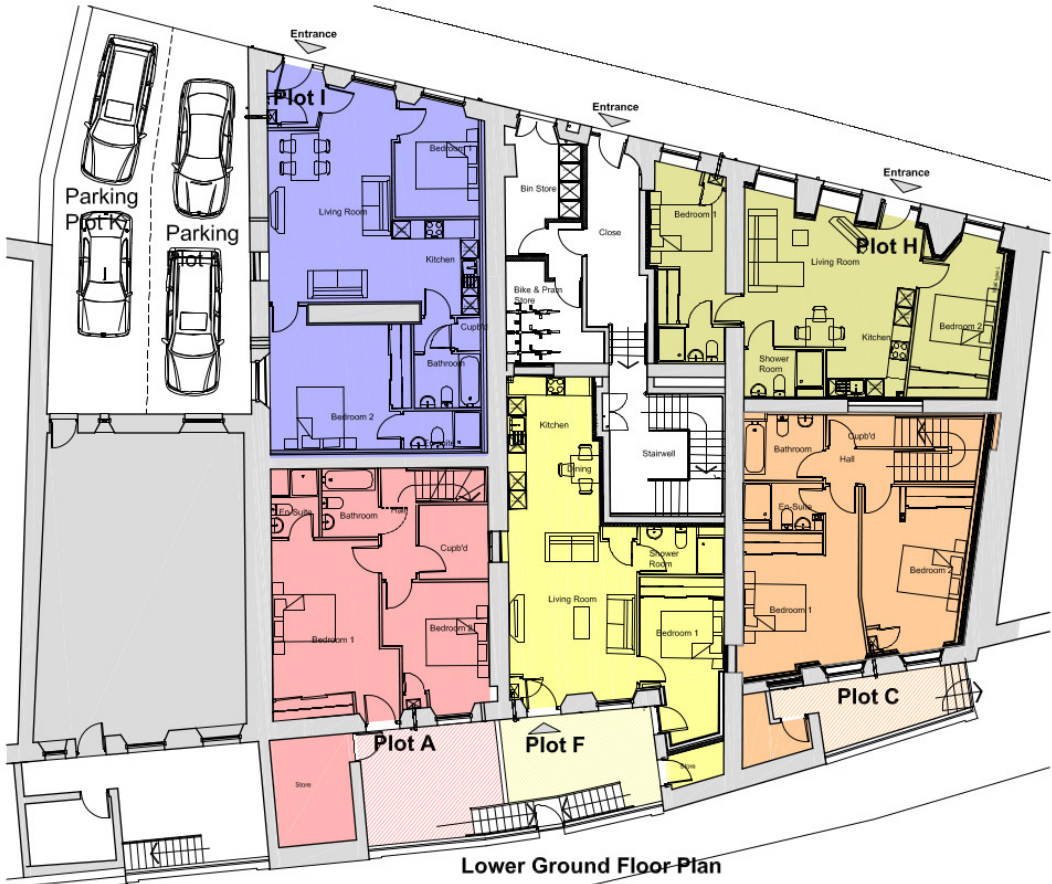 Entrance
Plot I
Entrance
Entrance
Bedroom 1
Living Room
Kitchen
Cupb'd
Bathroom
Bedroom 2
En-Suite
Parking
Plot K
Parking
Plot
Bin Store
Close
Bike & Pram
Store
Bedroom 1
Plot H
Living Room
Kitchen
Bedroom 2
Shower
Room
Kitchen
Dining
Stairwell
Shower
Room
Living Room
Bedroom 1
Plot F
Store
Bathroom
Cupb'd
Hall
En-Suite
Bedroom 1
Bedroom 2
Plot C
En-Suite
Bathroom
Hall
Cupb'd
Bedroom 1
Bedroom 2
Plot A
Store
Lower Ground Floor Plan